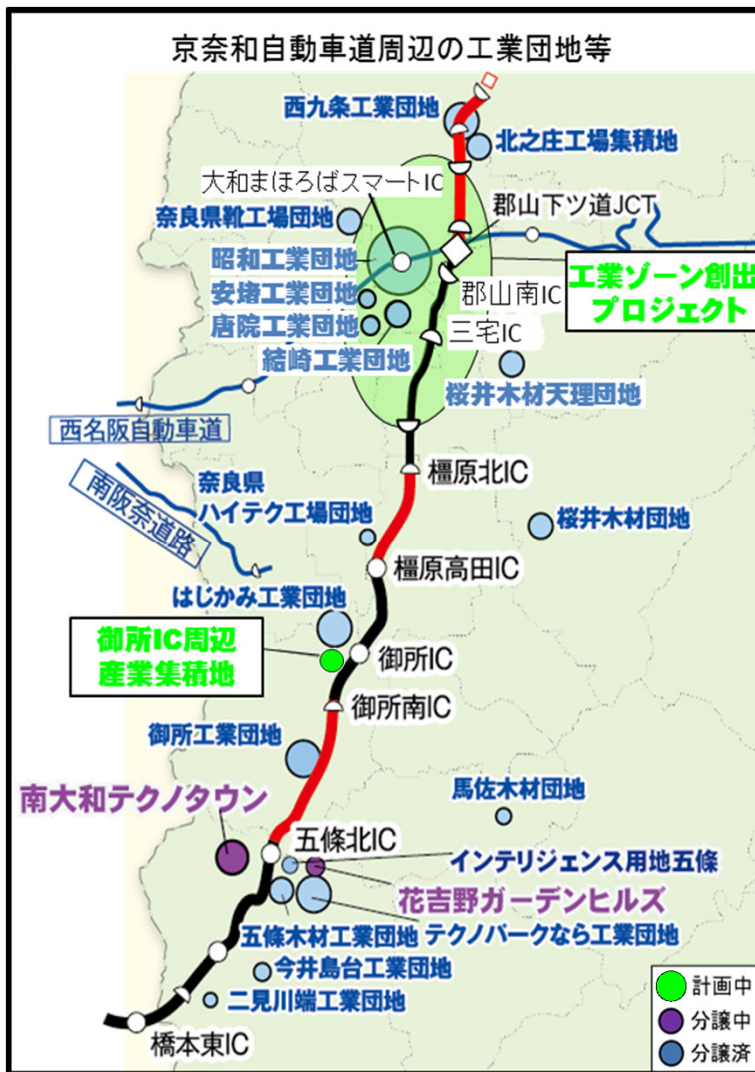 京奈和自動車道周辺の工業団地等
西九条工業団地
北之庄工場集積地
大和まほろばスマートIC
奈良県靴工場団地
郡山下ツ道JCT
昭和工業団地
工業ゾーン創出
プロジェクト
安堵工業団地
郡山南IC
唐院工業団地
三宅IC
結崎工業団地
桜井木材天理団地
西名阪自動車道
橿原北IC
奈良県
ハイテク工場団地
南阪奈道路
桜井木材団地
橿原高田IC
はじかみ工業団地
御所IC周辺
産業集積地
御所IC
御所南IC
御所工業団地
南大和テクノタウン
馬佐木材団地
五條北IC
インテリジェンス用地五條
花吉野ガーデンヒルズ
五條木材工業団地
テクノパークなら工業団地
今井島台工業団地
二見川端工業団地
橋本東IC
計画中
分譲中
分譲済